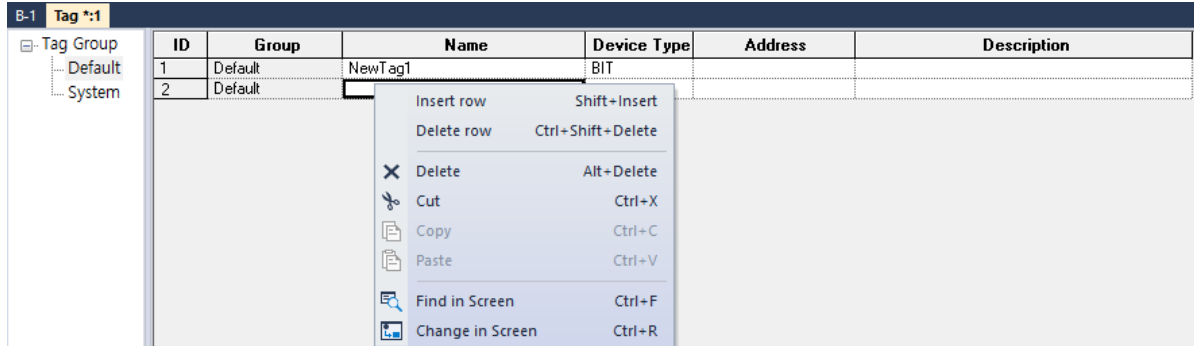 B-1 Tag *:1
Tag Group
Default
System
ID Group Name Device Type Address Description
1 Default NewTag1 BIT
2 Default
Insert row Shift+Insert
Delete row Ctrl+Shift+Delete
Delete Alt+Delete
Cut Ctrl+X
Copy Ctrl+C
Paste Ctrl+V
Find in Screen Ctrl+F
Change in Screen Ctrl+R